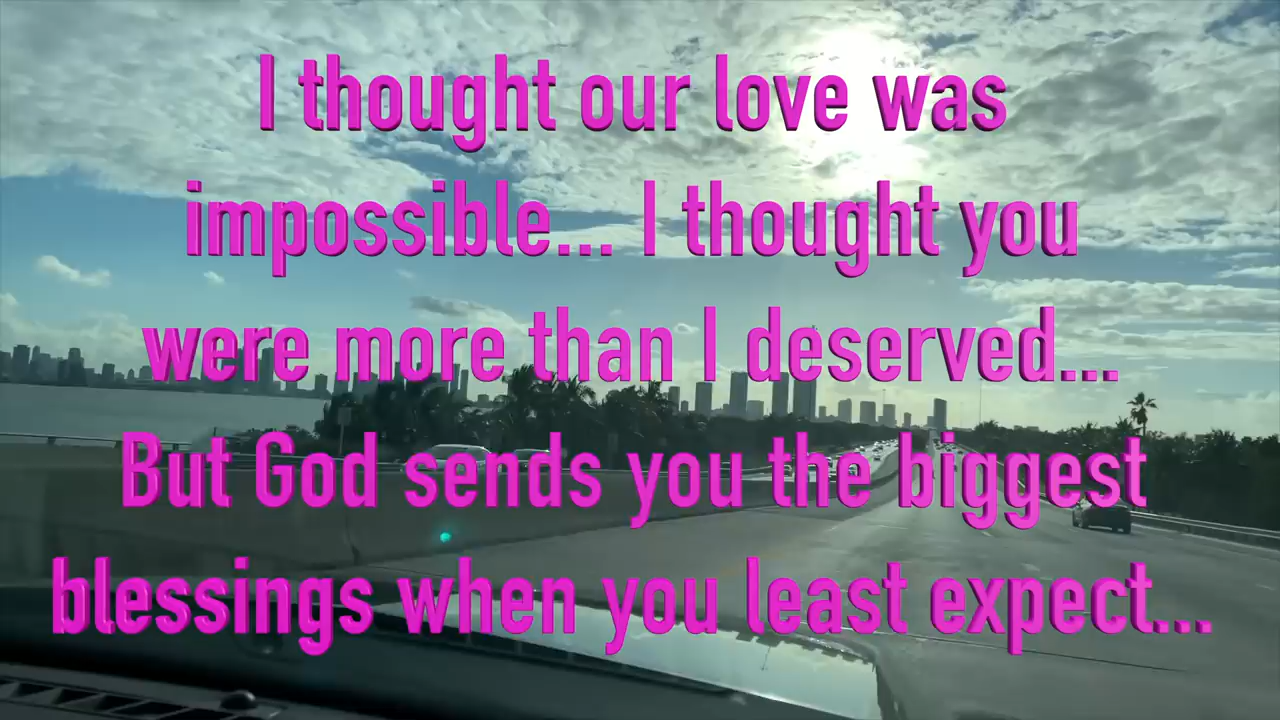 I thought our love was
impossible... I thought you
were more than I deserved...
But God sends you the biggest
blessings when you least expect...